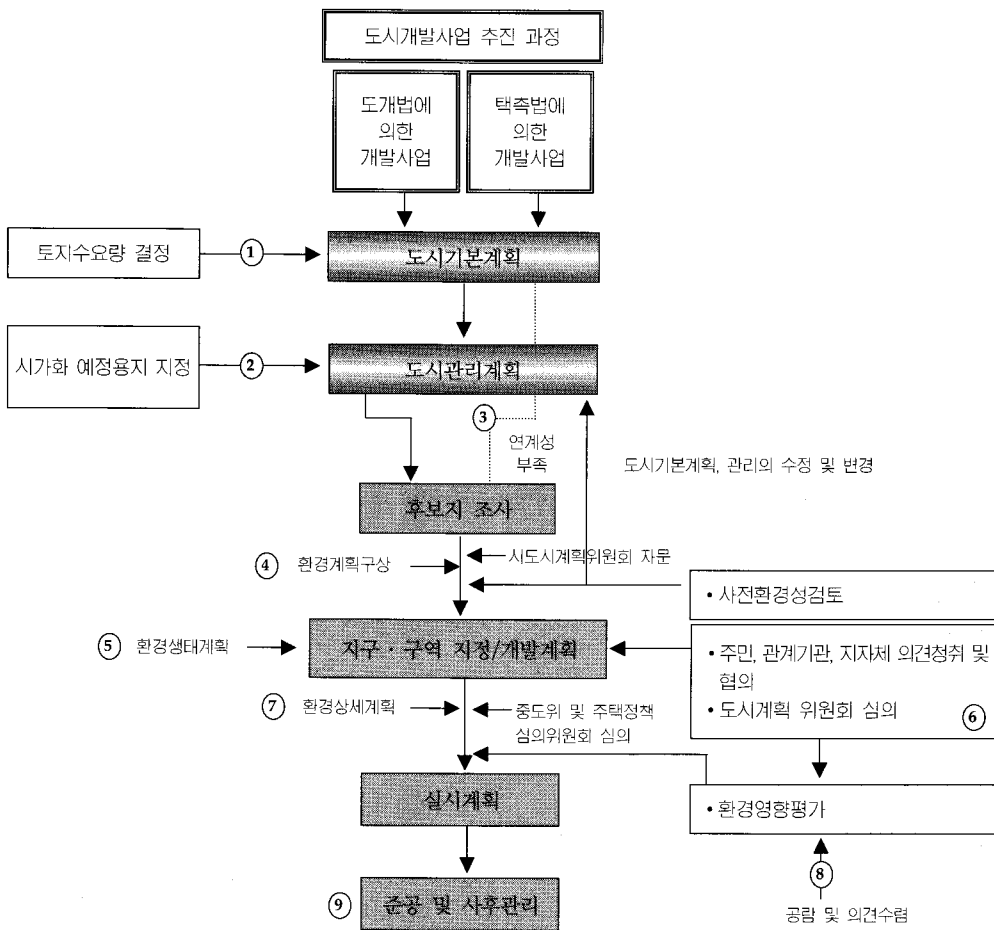 도시개발사업 추진 과정
도개법에
의한
개발사업
택촉법에
의한
개발사업
토지수요량 결정
①
도시기본계획
시가화 예정용지 지정
②
도시관리계획
③
연계성
부족
도시기본계획, 관리의 수정 및 변경
후보지 조사
④
환경계획구상
시도시계획위원회 자문
• 사전환경성검토
⑤
환경생태계획
지구 · 구역 지정/개발계획
• 주민, 관계기관, 지자체 의견청취 및
협의
• 도시계획 위원회 심의
⑥
⑦
환경상세계획
중도위 및 주택정책
심의위원회 심의
실시계획
• 환경영향평가
⑧
공람 및 의견수렴
⑨
준공 및 사후관리